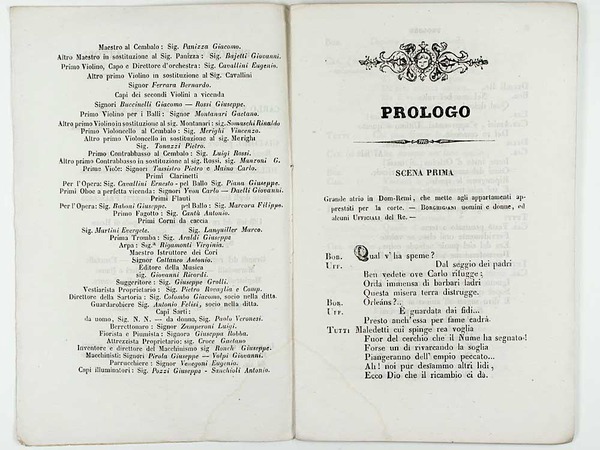 Maestro al Cembalo: Sig. Panizza Giacomo.
Altro Maestro in sostituzione al Sig. Panizza: Sig. Bajetti Giovanni.
Primo Violino, Capo e Direttore d'orchestra: Sig. Cavallini Eugenio.
Altro primo Violino in sostituzione al Sig. Cavallini
Signor Ferrara Bernardo.
Capi dei secondi Violini a vicenda
Signori Buccinelli Giacomo — Rossi Giuseppe.
Primo Violino per i Balli: Signor Montanari Gaetano.
Altro primo Violino in sostituzione al sig. Montanari: sig. Somaschi Rinaldo
Primo Violoncello al Cembalo: Sig. Merighi Vincenzo.
Altro primo Violoncello in sostituzione al sig. Merighi
Sig. Tonazzi Pietro.
Primo Contrabbasso al Cembalo: Sig. Luigi Rossi.
Altro primo Contrabbasso in sostituzione al Sig. Rossi, sig. Manzoni G.
Prime Viole: Signori Tassistro Pietro e Maino Carlo.
Primi Clarinetti
Per l'Opera: Sig. Cavallini Ernesto - pel Ballo Sig. Piana Giuseppe.
Primi Oboe a perfetta vicenda: Signori Yvon Carlo — Daelli Giovanni.
Primi Flauti
Per l'Opera: Sig. Raboni Giuseppe. pel Ballo: Sig. Marcora Filippo.
Primo Fagotto: Sig. Cantù Antonio.
Primi Corni da caccia
Sig. Martini Evergete. Sig. Languiller Marco.
Prima Tromba: Sig. Araldi Giuseppe
Arpa: Sig.ª Rigamonti Virginia.
Maestro Istruttore dei Cori
Signor Cattaneo Antonio.
Editore della Musica
sig. Giovanni Ricordi.
Suggeritore: Sig. Giuseppe Grolli.
Vestiarista Proprietario: Sig. Pietro Rovaglia e Comp.
Direttore della Sartoria: Sig. Colombo Giacomo, socio nella ditta.
Guardarobiere Sig. Antonio Felisi, socio nella ditta.
Capi Sarti:
da uomo, Sig. N. N. — da donna, Sig. Paolo Veronesi.
Berrettonaro: Signor Zamperoni Luigi.
Fiorista e Piumista: Signora Giuseppa Robba.
Attrezzista Proprietario: sig. Croce Gaetano
Inventore e direttore del Macchinismo sig Ronchi Giuseppe.
Macchinisti: Signori Pirola Giuseppe — Volpi Giovanni.
Parrucchiere: Signor Venegoni Eugenio.
Capi illuminatori: Sig. Pozzi Giuseppe - Sanchioli Antonio.
PROLOGO
SCENA PRIMA
Grande atrio in Dom-Remi, che mette agli appartamenti ap-
prestati per la corte. — Borghigiani uomini e donne, ed
alcuni Ufficiali del Re. —
Bor. Qual v'ha speme?
Uff. Dal seggio dei padri
Ben vedete ove Carlo rifugge;
Orda immensa di barbari ladri
Questa misera terra distrugge.
Bor. Orléans?..
Uff. È guardata dai fidi...
Presto anch'essa per fame cadrà.
Tutti Maledetti cui spinge rea voglia
Fuor del cerchio che il Nume ha segnato!
Forse un dì rivarcando la soglia
Piangeranno dell'empio peccato...
Ah! noi pur desïammo altri lidi,
Ecco Dio che il ricambio ci dà.